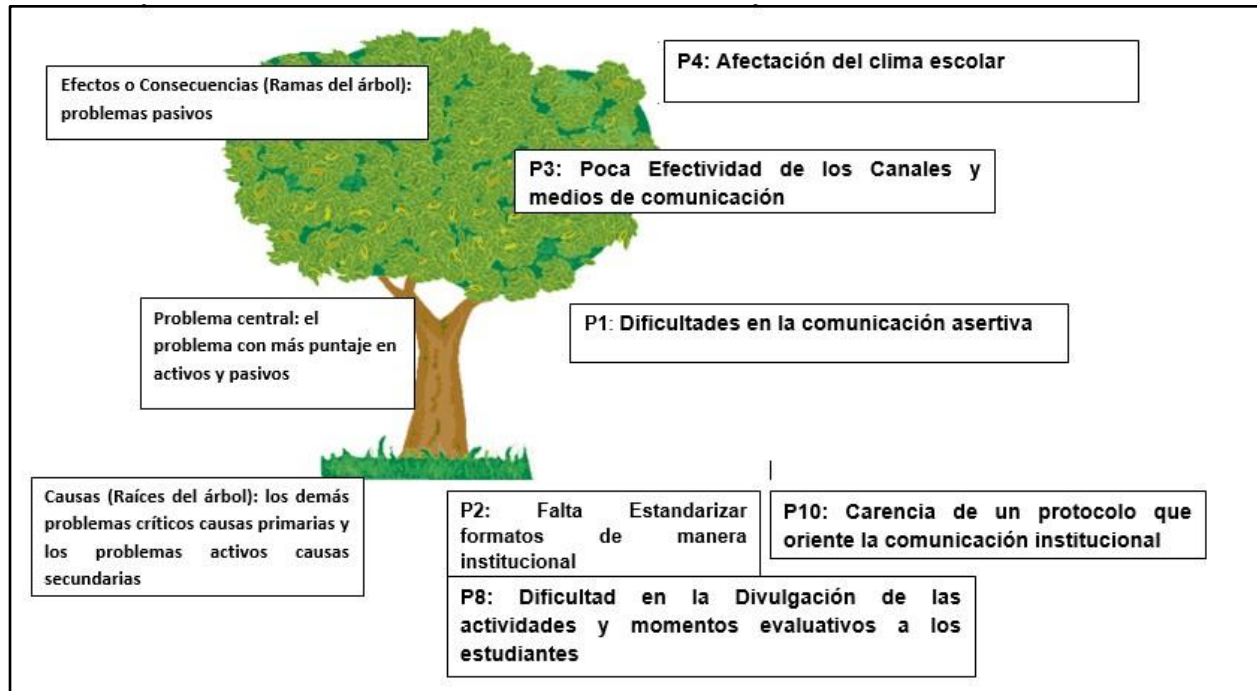 P4: Afectación del clima escolar
Efectos o Consecuencias (Ramas del árbol):
problemas pasivos
P3: Poca Efectividad de los Canales y
medios de comunicación
Problema central: el
problema con más puntaje en
activos y pasivos
P1: Dificultades en la comunicación asertiva
Causas (Raíces del árbol): los demás
problemas críticos causas primarias y
los problemas activos causas
secundarias
P2: Falta Estandarizar
formatos de manera
institucional
P10: Carencia de un protocolo que
oriente la comunicación institucional
P8: Dificultad en la Divulgación de las
actividades y momentos evaluativos a los
estudiantes